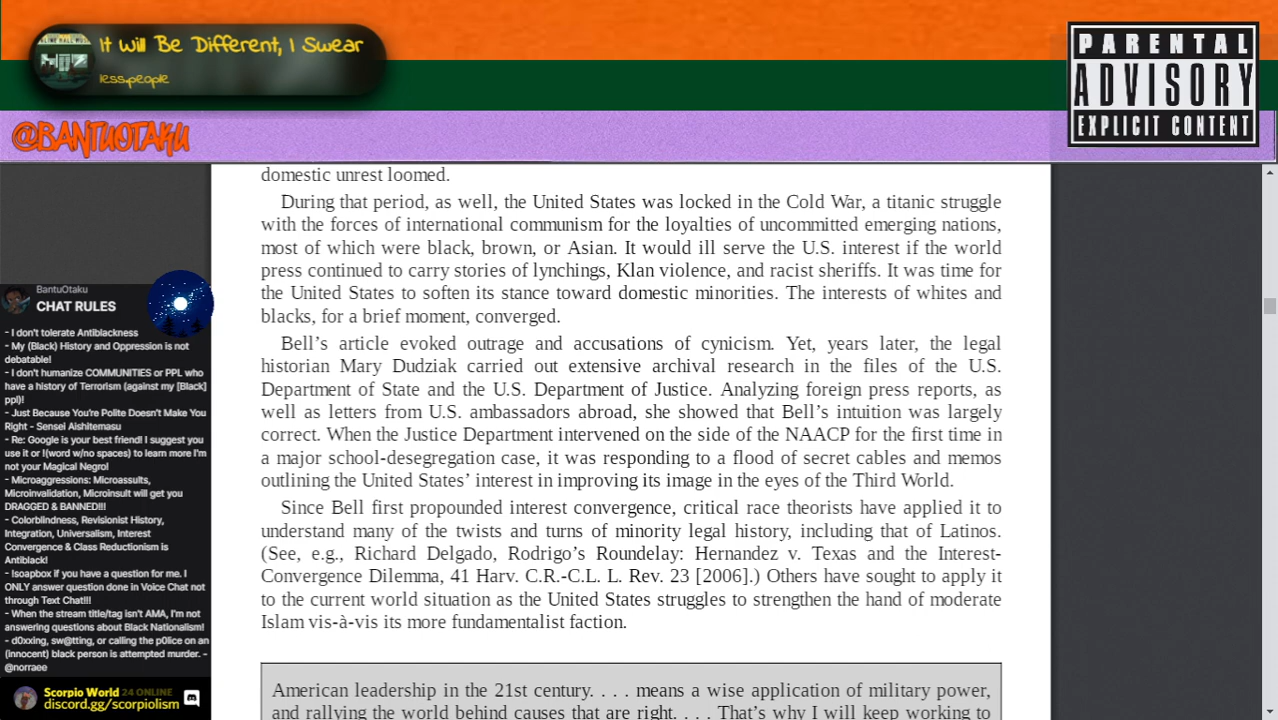 It Will Be Different, I Swear
lesspeople
PARENTAL
ADVISORY
EXPLICIT CONTENT
@BANTUOTAKU
domestic unrest loomed.
During that period, as well, the United States was locked in the Cold War, a titanic struggle
with the forces of international communism for the loyalties of uncommitted emerging nations,
most of which were black, brown, or Asian. It would ill serve the U.S. interest if the world
press continued to carry stories of lynchings, Klan violence, and racist sheriffs. It was time for
the United States to soften its stance toward domestic minorities. The interests of whites and
blacks, for a brief moment, converged.
Bell’s article evoked outrage and accusations of cynicism. Yet, years later, the legal
historian Mary Dudziak carried out extensive archival research in the files of the U.S.
Department of State and the U.S. Department of Justice. Analyzing foreign press reports, as
well as letters from U.S. ambassadors abroad, she showed that Bell’s intuition was largely
correct. When the Justice Department intervened on the side of the NAACP for the first time in
a major school-desegregation case, it was responding to a flood of secret cables and memos
outlining the United States’ interest in improving its image in the eyes of the Third World.
Since Bell first propounded interest convergence, critical race theorists have applied it to
understand many of the twists and turns of minority legal history, including that of Latinos.
(See, e.g., Richard Delgado, Rodrigo’s Roundelay: Hernandez v. Texas and the Interest-
Convergence Dilemma, 41 Harv. C.R.-C.L. L. Rev. 23 [2006].) Others have sought to apply it
to the current world situation as the United States struggles to strengthen the hand of moderate
Islam vis-à-vis its more fundamentalist faction.
American leadership in the 21st century. . . . means a wise application of military power,
and rallying the world behind causes that are right. . . . That’s why I will keep working to
BantuOtaku
CHAT RULES
- I don't tolerate Antiblackness
- My (Black) History and Oppression is not
debatable!
- I don't humanize COMMUNITIES or PPL who
have a history of Terrorism (against my [Black]
ppl)!
- Just Because You're Polite Doesn't Make You
Right - Sensei Aishitemasu
- Re: Google is your best friend! I suggest you
use it or !(word w/no spaces) to learn more I'm
not your Magical Negro!
- Microaggressions: Microassults,
Microinvalidation, Microinsult will get you
DRAGGED & BANNED!!!
- Colorblindness, Revisionist History,
Integration, Universalism, Interest
Convergence & Class Reductionism is
Antiblack!
- !soapbox if you have a question for me. I
ONLY answer question done in Voice Chat not
through Text Chat!!!
- When the stream title/tag isn't AMA, I'm not
answering questions about Black Nationalism!
- d0xxing, sw@tting, or calling the p0lice on an
(innocent) black person is attempted murder. -
@norraee
Scorpio World 24 ONLINE
discord.gg/scorpiolism